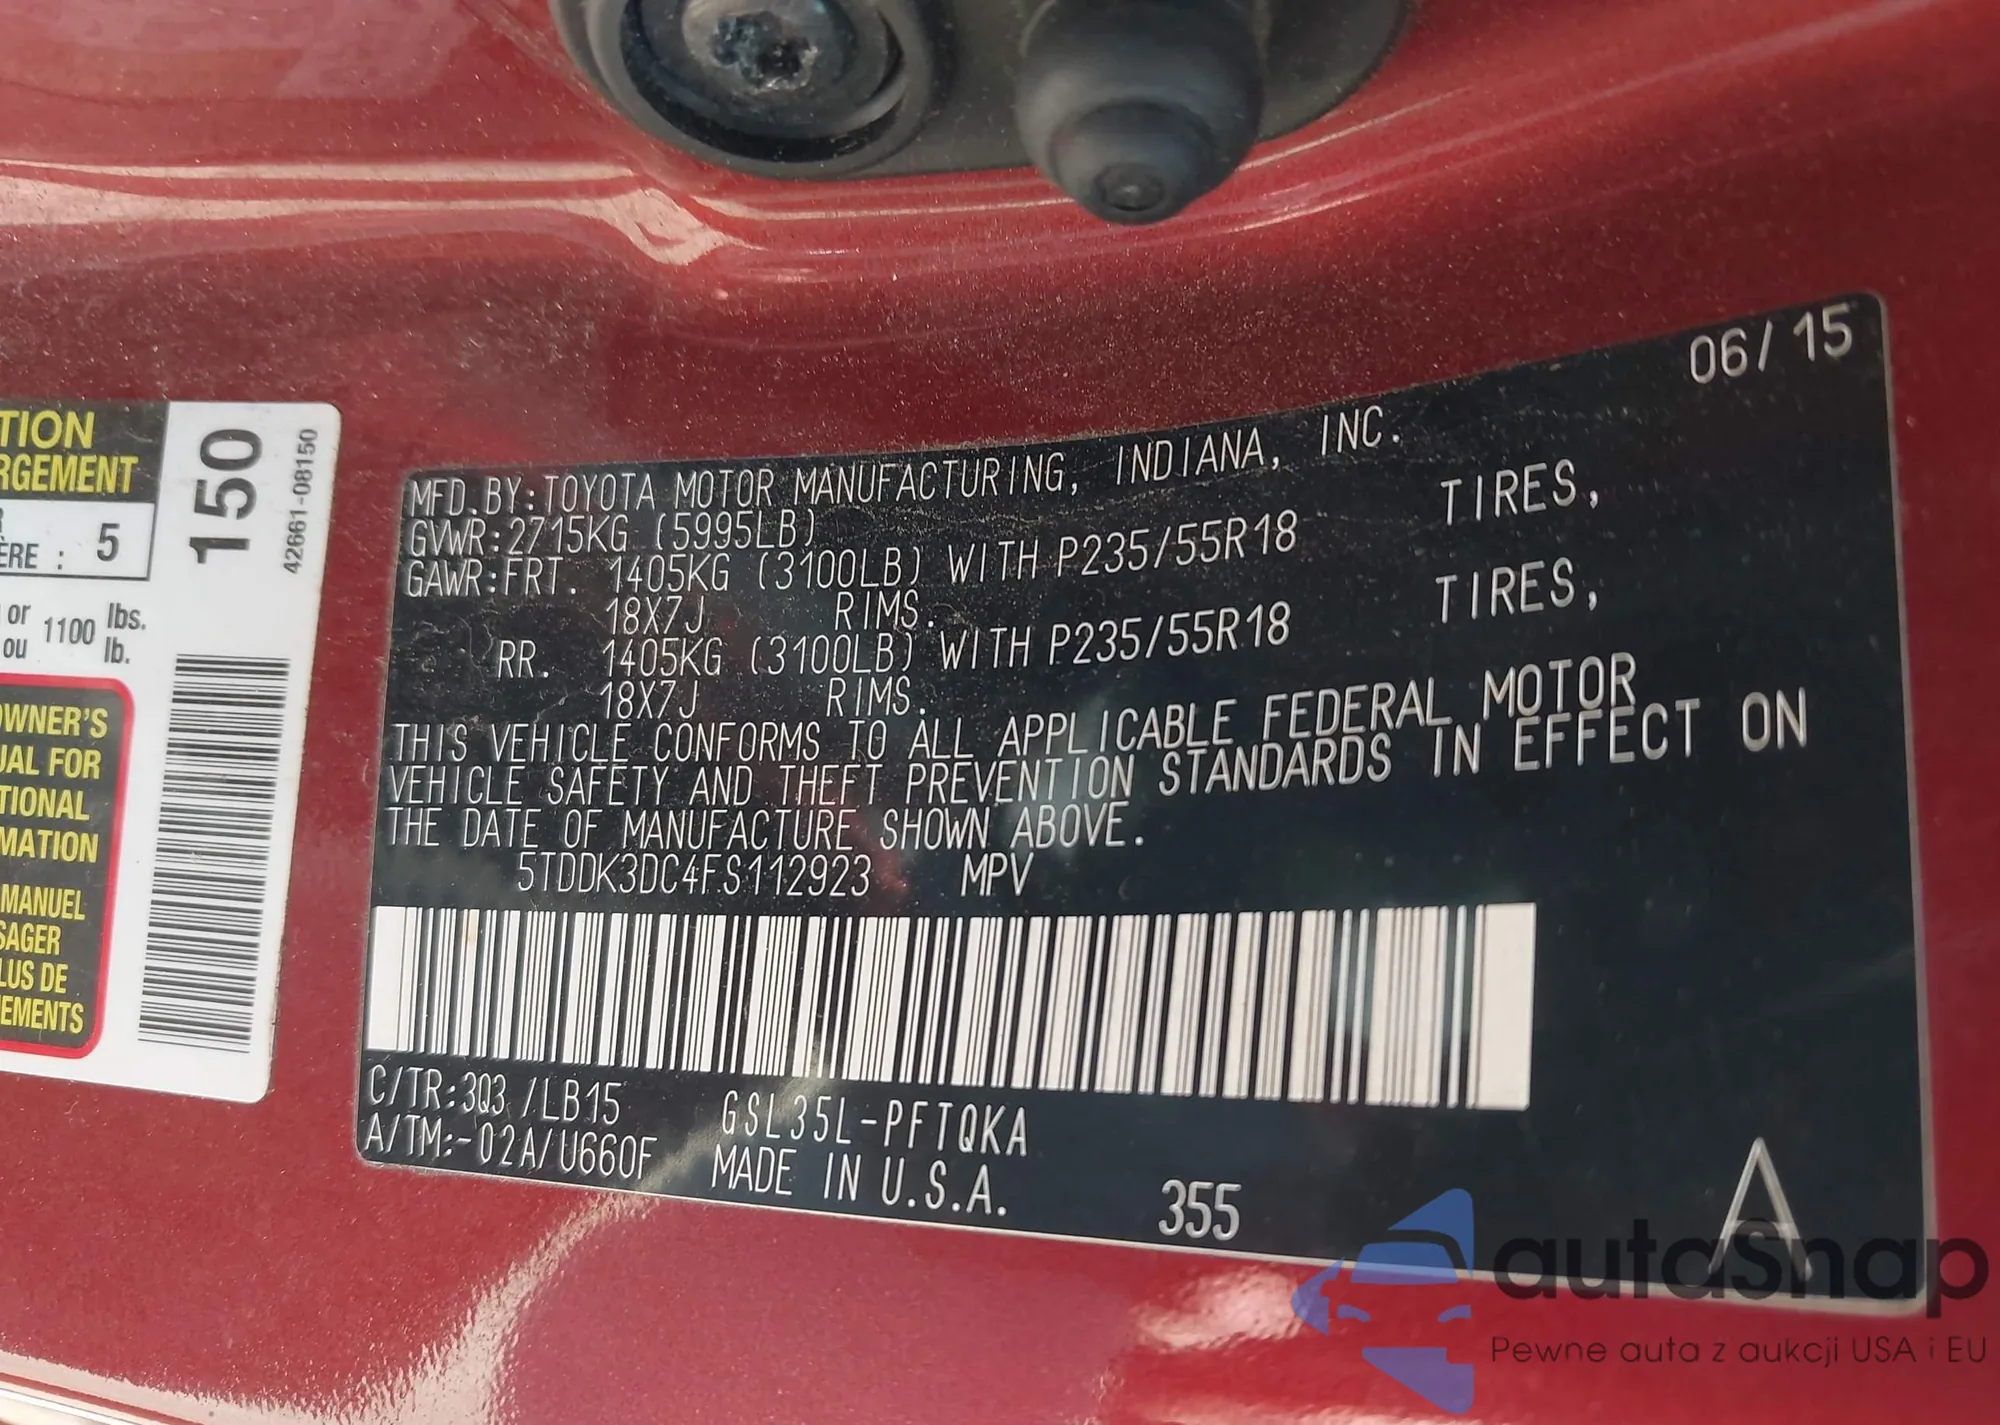 TION
RGEMENT
R
ÈRE : 5
or 1100 lbs.
ou lb.
OWNER'S
UAL FOR
TIONAL
MATION
MANUEL
SAGER
LUS DE
EMENTS
150
42661-08150
06/15
MFD.BY:TOYOTA MOTOR MANUFACTURING, INDIANA, INC.
GVWR:2715KG (5995LB)
GAWR:FRT. 1405KG (3100LB) WITH P235/55R18 TIRES,
18X7J RIMS.
RR. 1405KG (3100LB) WITH P235/55R18 TIRES,
18X7J RIMS.
THIS VEHICLE CONFORMS TO ALL APPLICABLE FEDERAL MOTOR
VEHICLE SAFETY AND THEFT PREVENTION STANDARDS IN EFFECT ON
THE DATE OF MANUFACTURE SHOWN ABOVE.
5TDDK3DC4FS112923 MPV
C/TR:3Q3 /LB15 GSL35L-PFTQKA
A/TM:-02A/U660F MADE IN U.S.A. 355 A
autasnap
Pewne auta z aukcji USA i EU